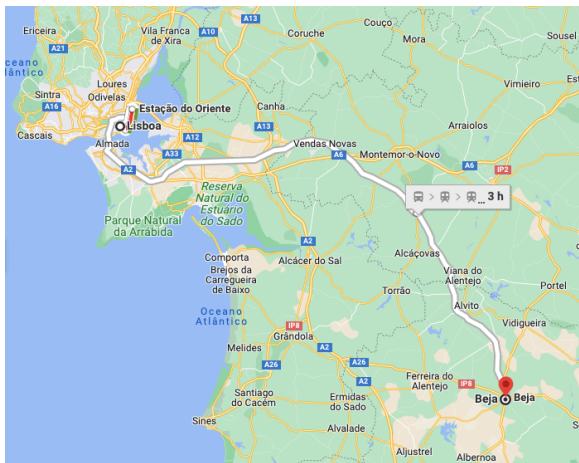 Ericeira
A21
Oceano
Atlântico
Sintra
A16
Cascais
Vila Franca
de Xira
A10
A13
Coruche
Couço
Mora
Sousel
Vimieiro
Est
Loures
Odivelas
Estação do Oriente
Lisboa
Almada
A12
A33
A2
Canha
A13
Vendas Novas
A6
Montemor-o-Novo
Arraiolos
A6
IP2
Reserva
Natural do
Estuário
do Sado
Parque Natural
da Arrábida
> > ... 3 h
Comporta
Brejos da
Carregueira
de Baixo
A2
Alcácer do Sal
Alcáçovas
Viana do
Alentejo
Torrão
Alvito
Portel
Vidigueira
Oceano
Atlântico
IP8
Grândola
A2
A26
Melides
A26
Santiago
do Cacém
Sines
Ermidas
do Sado
Alvalade
Ferreira do
Alentejo
IP8
Beja
Beja
S
Aljustrel
Albernoa